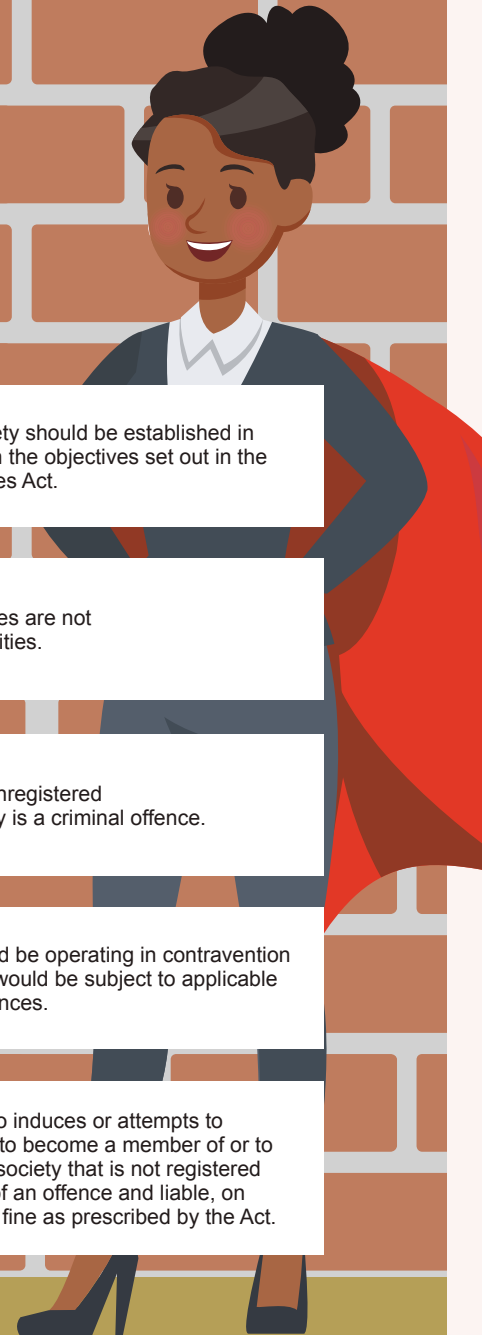 ety should be established in
n the objectives set out in the
es Act.
es are not
ities.
nregistered
y is a criminal offence.
d be operating in contravention
would be subject to applicable
nces.
o induces or attempts to
to become a member of or to
society that is not registered
of an offence and liable, on
fine as prescribed by the Act.